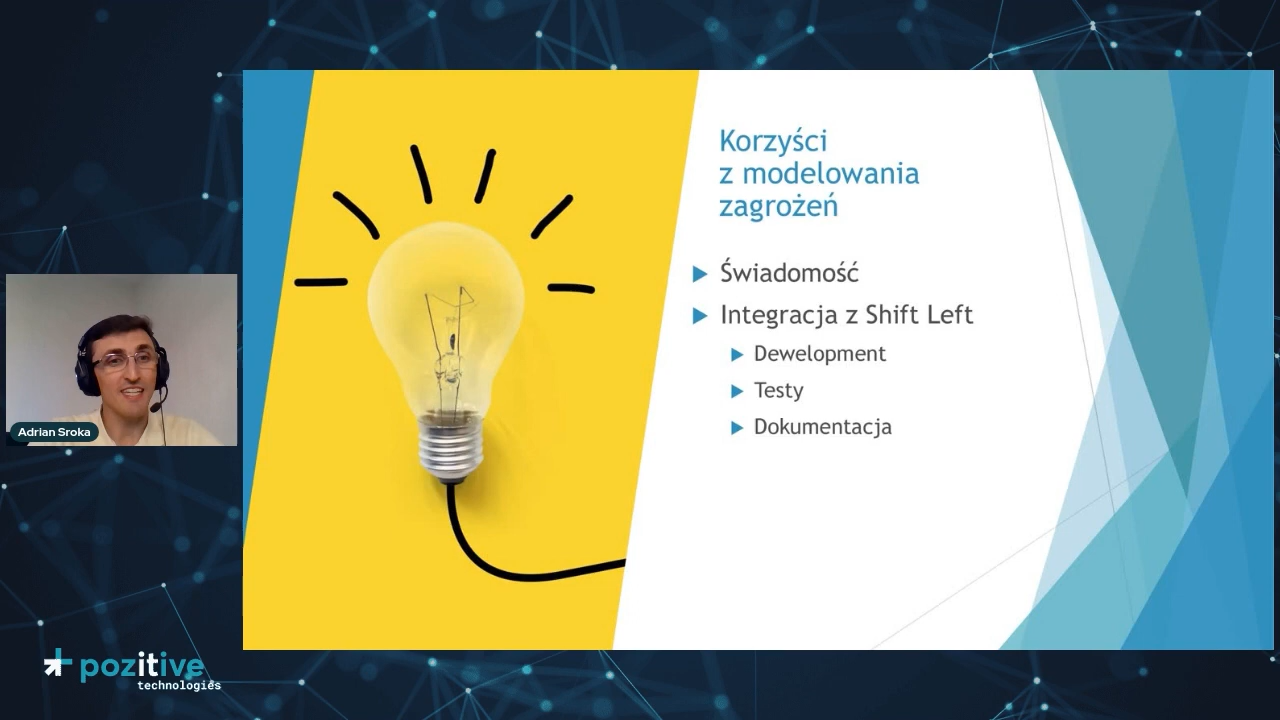 Korzyści
z modelowania
zagrożeń
Świadomość
Integracja z Shift Left
Dewelopment
Testy
Dokumentacja
Adrian Sroka
pozitive
technologies